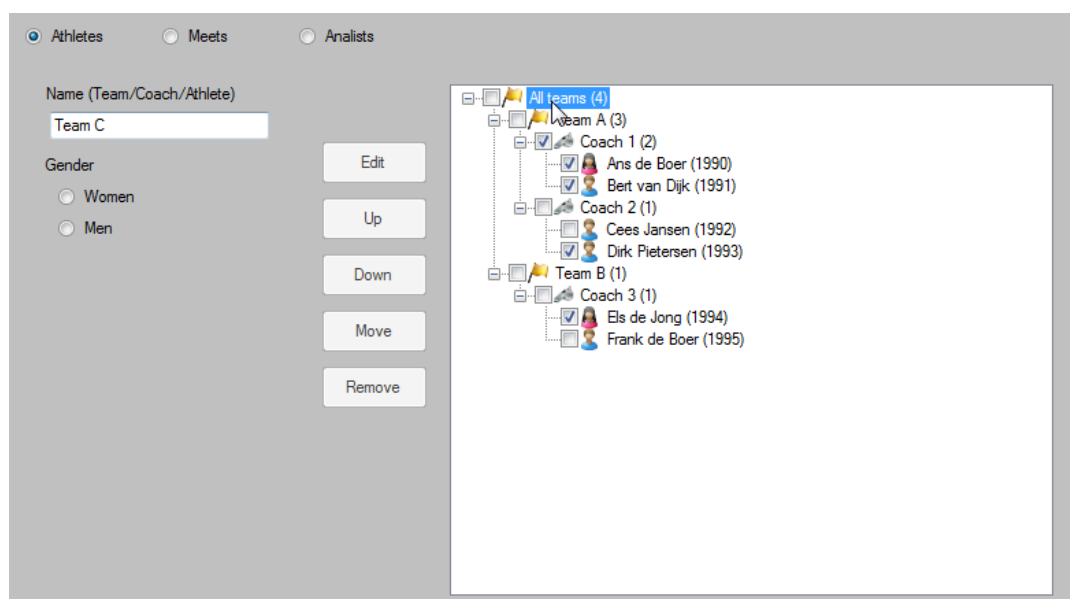 Athletes Meets Analists
Name (Team/Coach/Athlete)
Team C
Gender
Women
Men
Edit
Up
Down
Move
Remove
All teams (4)
Team A (3)
Coach 1 (2)
Ans de Boer (1990)
Bert van Dijk (1991)
Coach 2 (1)
Cees Jansen (1992)
Dirk Pietersen (1993)
Team B (1)
Coach 3 (1)
Els de Jong (1994)
Frank de Boer (1995)